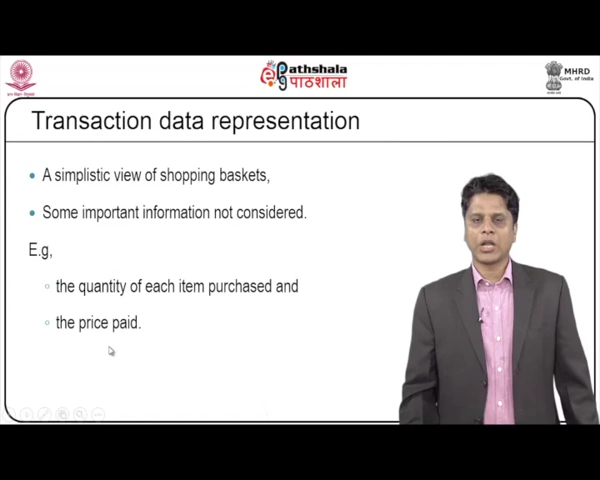 ePathshala
पाठशाला
MHRD
Govt. of India
Transaction data representation
A simplistic view of shopping baskets,
Some important information not considered.
E.g,
the quantity of each item purchased and
the price paid.